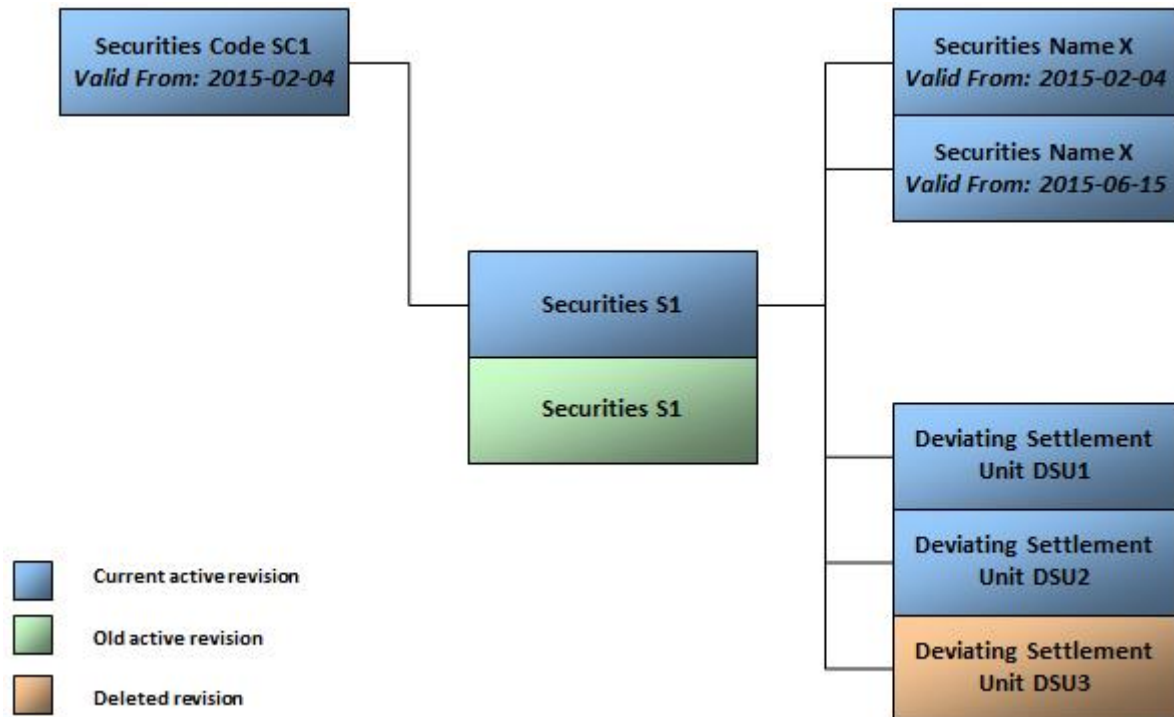 Securities Code SC1
Valid From: 2015-02-04
Securities Name X
Valid From: 2015-02-04
Securities Name X
Valid From: 2015-06-15
Securities S1
Securities S1
Deviating Settlement
Unit DSU1
Deviating Settlement
Unit DSU2
Deviating Settlement
Unit DSU3
Current active revision
Old active revision
Deleted revision